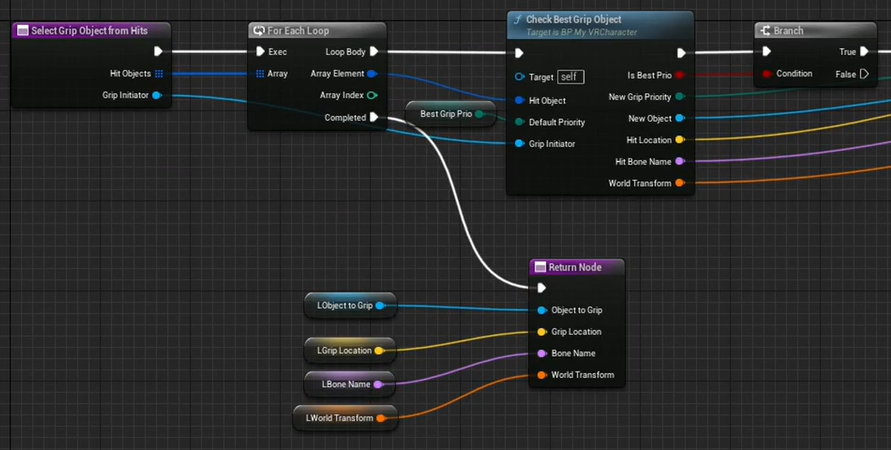 Select Grip Object from Hits
Hit Objects
Grip Initiator
For Each Loop
Exec
Loop Body
Array
Array Element
Array Index
Completed
Best Grip Prio
Check Best Grip Object
Target is BP My VRCharacter
Target
self
Is Best Prio
Hit Object
New Grip Priority
Default Priority
New Object
Grip Initiator
Hit Location
Hit Bone Name
World Transform
Branch
True
Condition
False
Return Node
LObject to Grip
Object to Grip
LGrip Location
Grip Location
LBone Name
Bone Name
LWorld Transform
World Transform